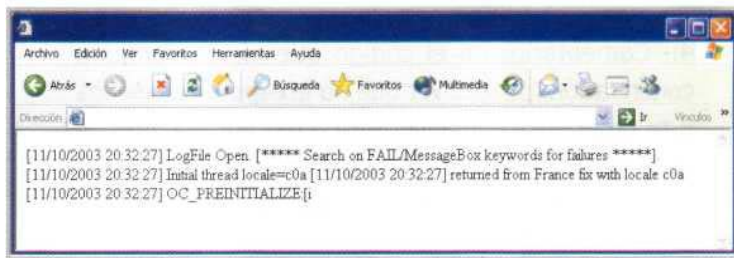 Archivo Edición Ver Favoritos Herramientas Ayuda
Atrás Búsqueda Favoritos Multimedia
Dirección Ir Vínculos »
[11/10/2003 20:32:27] LogFile Open. [***** Search on FAIL/MessageBox keywords for failures *****]
[11/10/2003 20:32:27] Initial thread locale=c0a [11/10/2003 20:32:27] returned from France fix with locale c0a
[11/10/2003 20:32:27] OC_PREINITIALIZE:[i